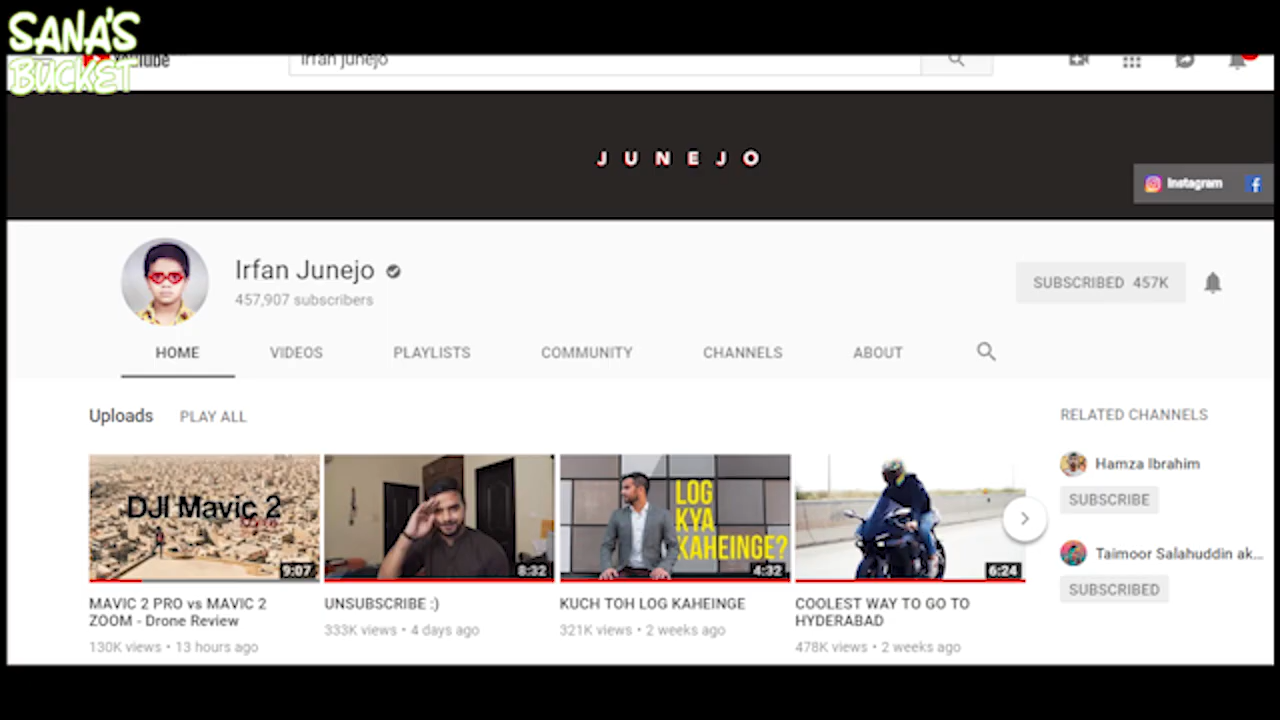 SANA'S
BUCKET
YouTube
irfan junejo
JUNEJO
Instagram
Irfan Junejo
457,907 subscribers
SUBSCRIBED 457K
HOME VIDEOS PLAYLISTS COMMUNITY CHANNELS ABOUT
Uploads PLAY ALL
RELATED CHANNELS
Hamza Ibrahim
SUBSCRIBE
Taimoor Salahuddin ak...
SUBSCRIBED
DJI Mavic 2
9:07
8:32
LOG
KYA
KAHEINGE?
4:32
6:24
MAVIC 2 PRO vs MAVIC 2
ZOOM - Drone Review
130K views • 13 hours ago
UNSUBSCRIBE :)
333K views • 4 days ago
KUCH TOH LOG KAHEINGE
321K views • 2 weeks ago
COOLEST WAY TO GO TO
HYDERABAD
478K views • 2 weeks ago